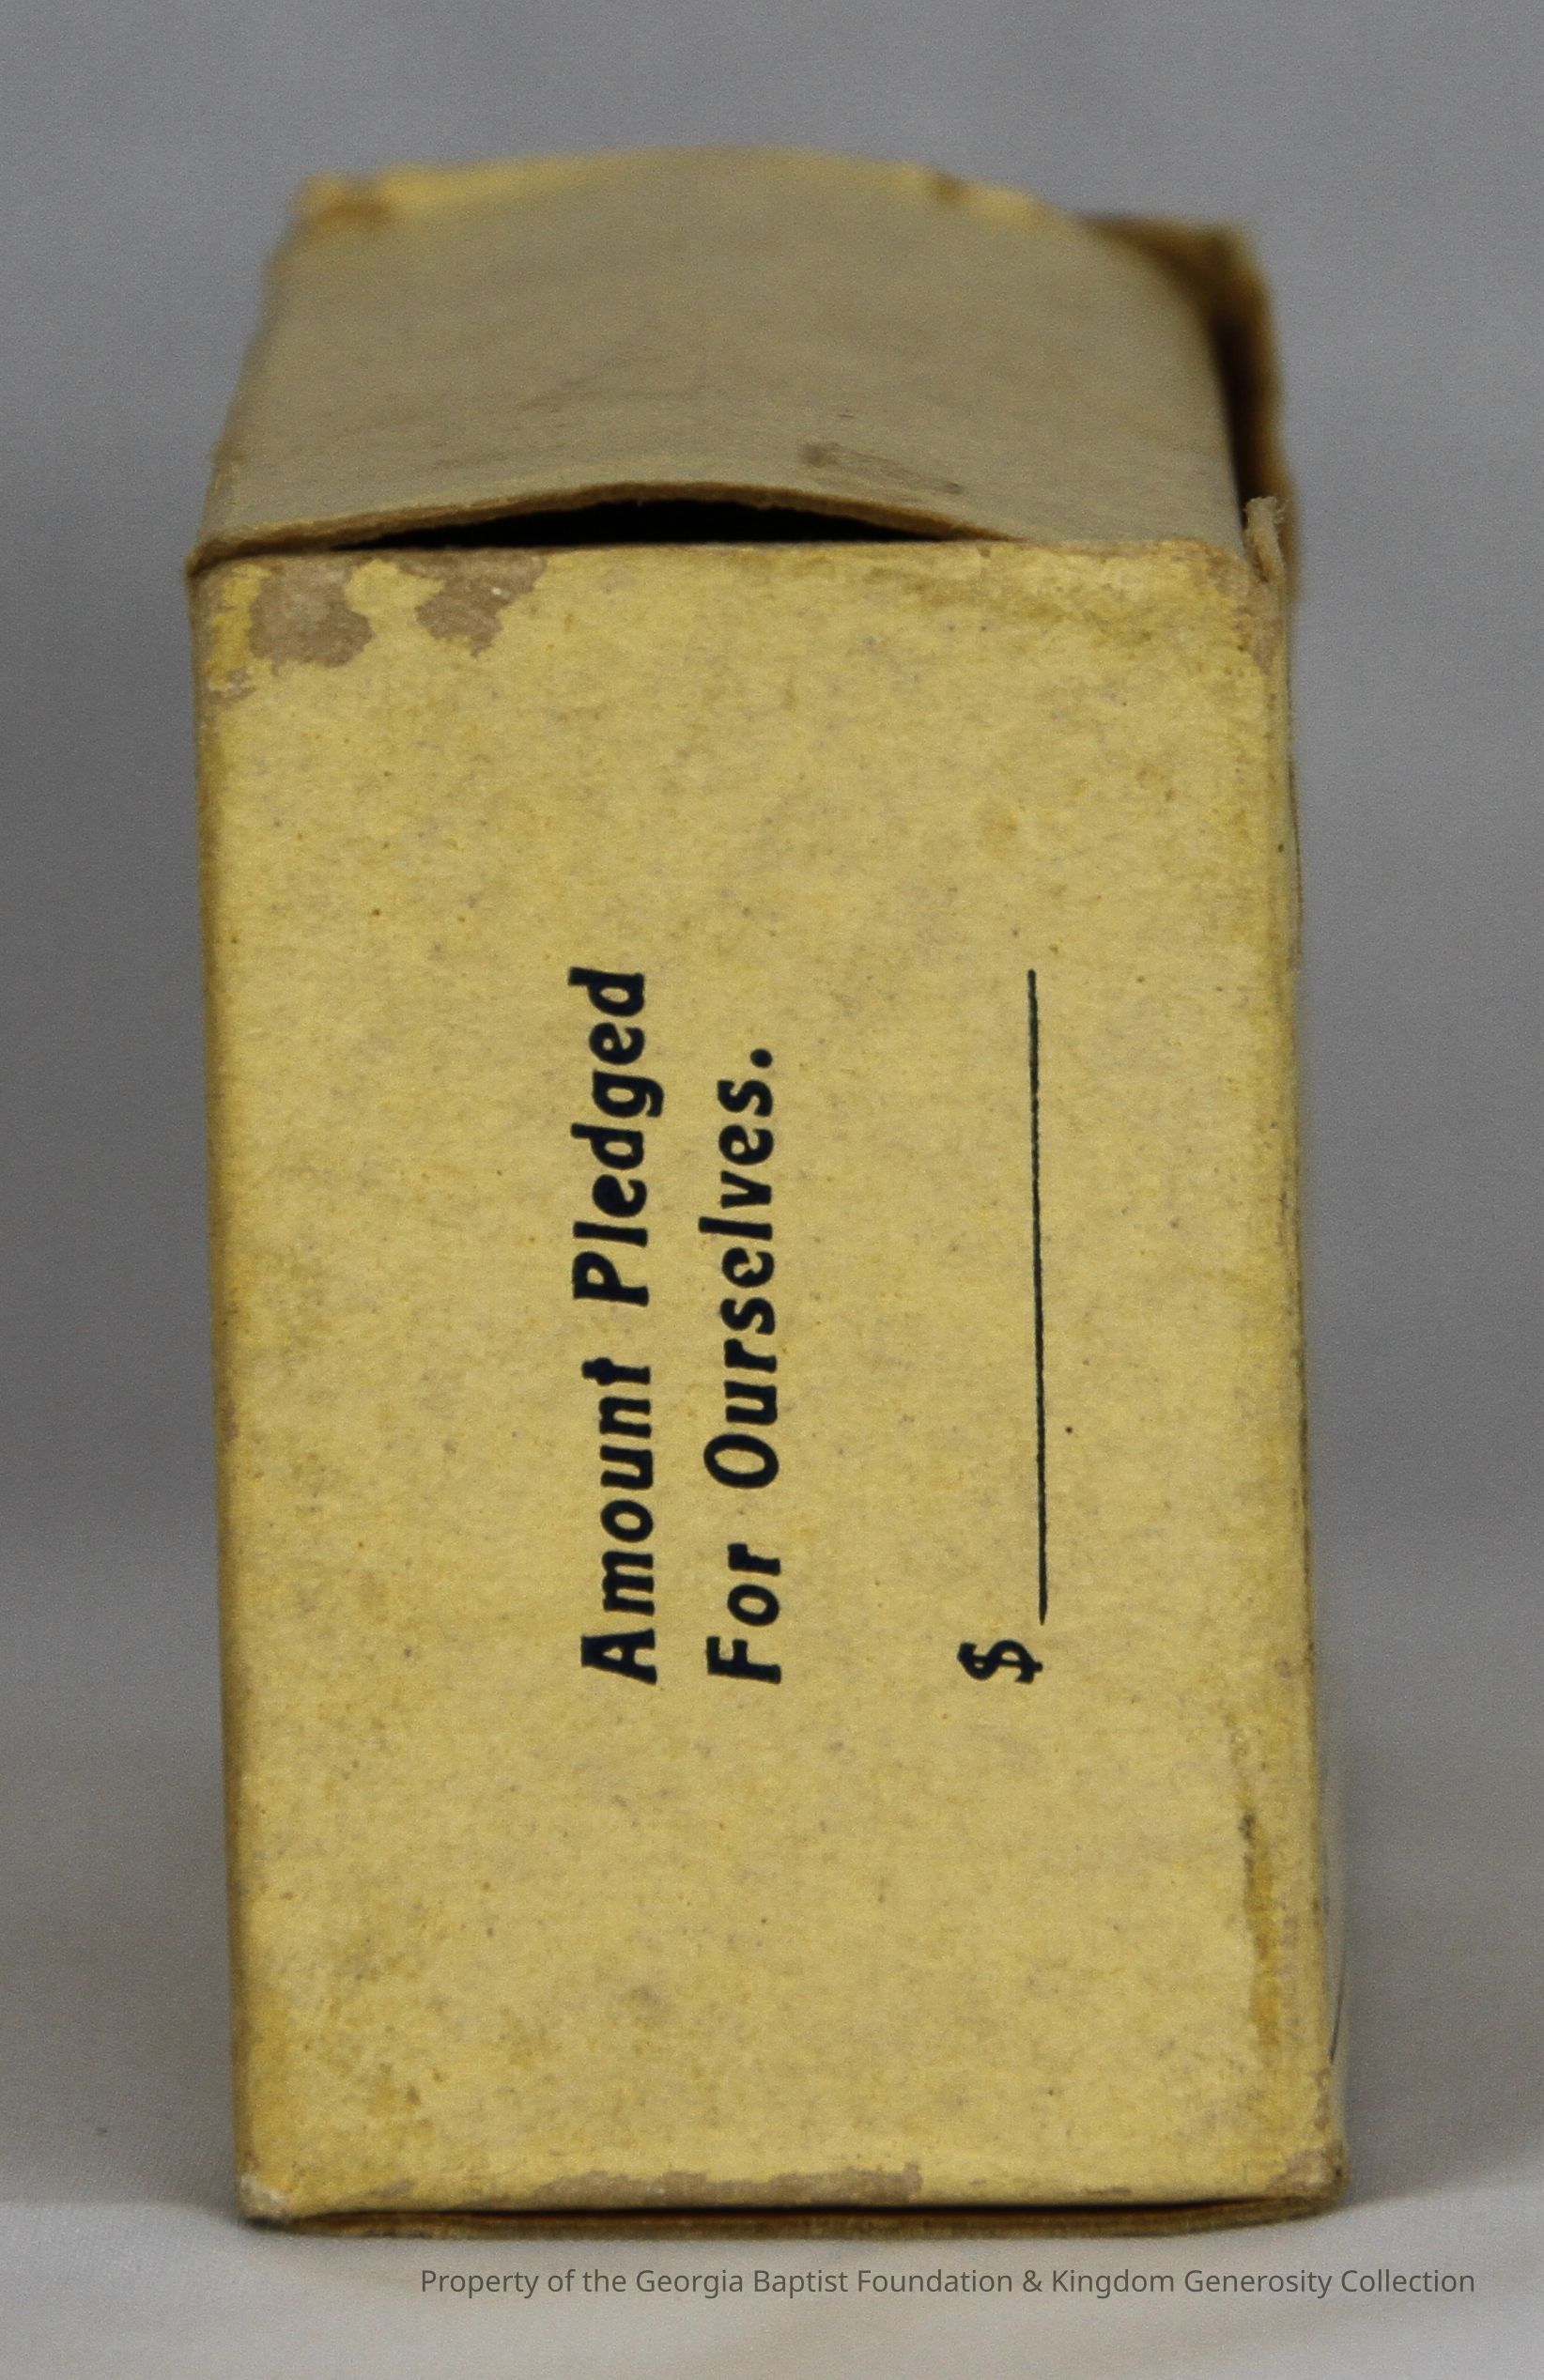 Amount Pledged
For Ourselves.
$
Property of the Georgia Baptist Foundation & Kingdom Generosity Collection